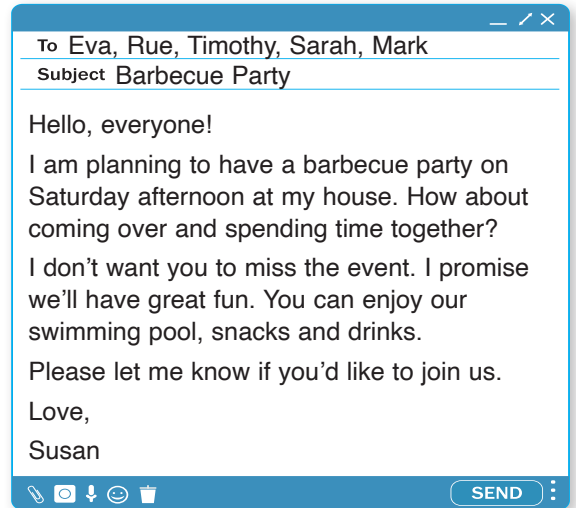 To Eva, Rue, Timothy, Sarah, Mark
Subject Barbecue Party
Hello, everyone!
I am planning to have a barbecue party on
Saturday afternoon at my house. How about
coming over and spending time together?
I don’t want you to miss the event. I promise
we’ll have great fun. You can enjoy our
swimming pool, snacks and drinks.
Please let me know if you’d like to join us.
Love,
Susan
SEND